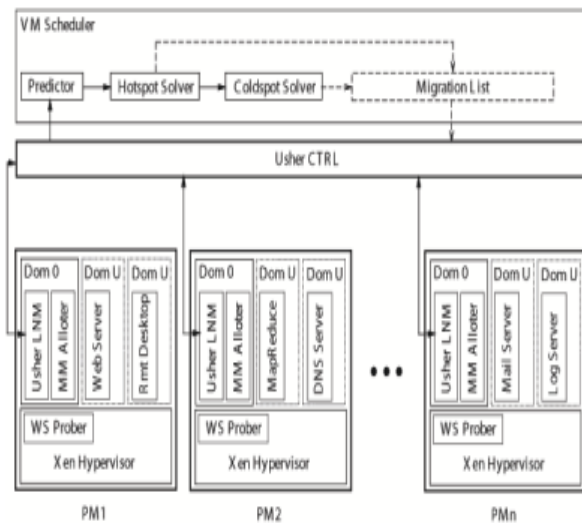 VM Scheduler
Predictor
Hotspot Solver
Coldspot Solver
Migration List
Usher CTRL
Dom 0
Dom U
Dom U
Usher LNM
MM Alloter
Web Server
Rmt Desktop
WS Prober
Xen Hypervisor
PM1
Dom 0
Dom U
Dom U
Usher LNM
MM Alloter
MapReduce
DNS Server
WS Prober
Xen Hypervisor
PM2
Dom 0
Dom U
Dom U
Usher LNM
MM Alloter
Mail Server
Log Server
WS Prober
Xen Hypervisor
PMn